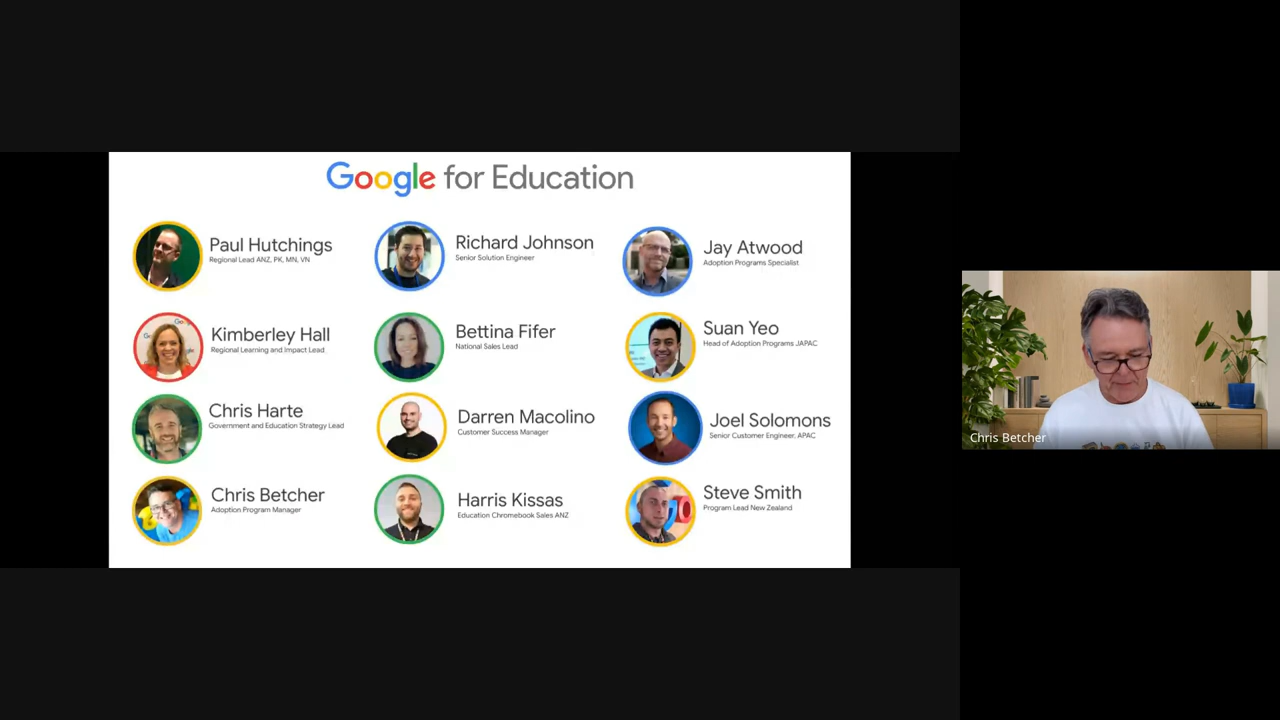 Google for Education
Paul Hutchings
Regional Lead ANZ, PK, MN, VN
Richard Johnson
Senior Solution Engineer
Jay Atwood
Adoption Programs Specialist
Kimberley Hall
Regional Learning and Impact Lead
Bettina Fifer
National Sales Lead
Suan Yeo
Head of Adoption Programs JAPAC
Chris Harte
Government and Education Strategy Lead
Darren Macolino
Customer Success Manager
Joel Solomons
Senior Customer Engineer, APAC
Chris Betcher
Adoption Program Manager
Harris Kissas
Education Chromebook Sales ANZ
Steve Smith
Program Lead New Zealand
Chris Betcher